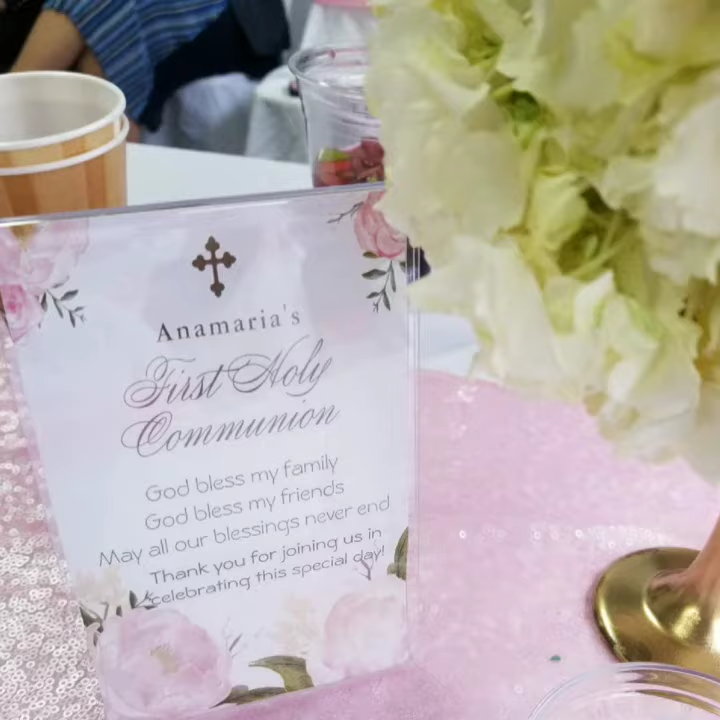 Anamaria's
First Holy
Communion
God bless my family
God bless my friends
May all our blessings never end
Thank you for joining us in
celebrating this special day!